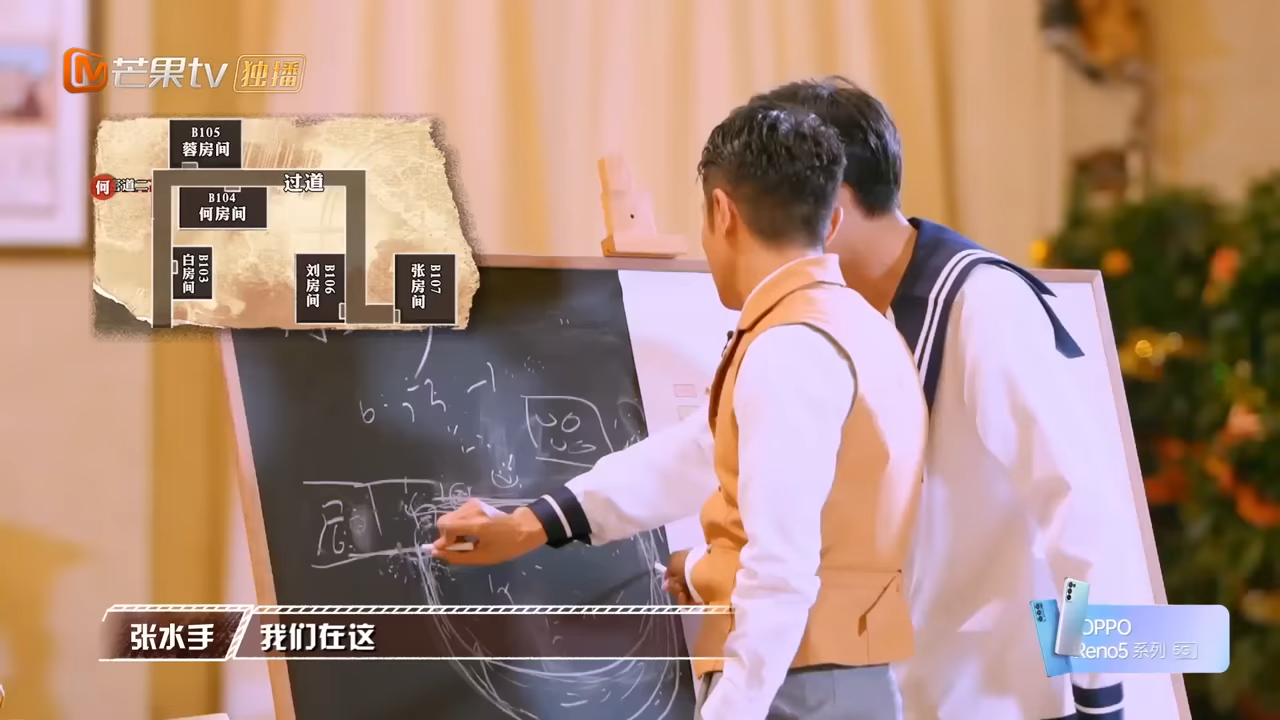 芒果tv 独播
B105
蓉房间
何
过道
B104
何房间
B103
白房间
B106
刘房间
B107
张房间
张水手
我们在这
OPPO
Reno5 系列 5G